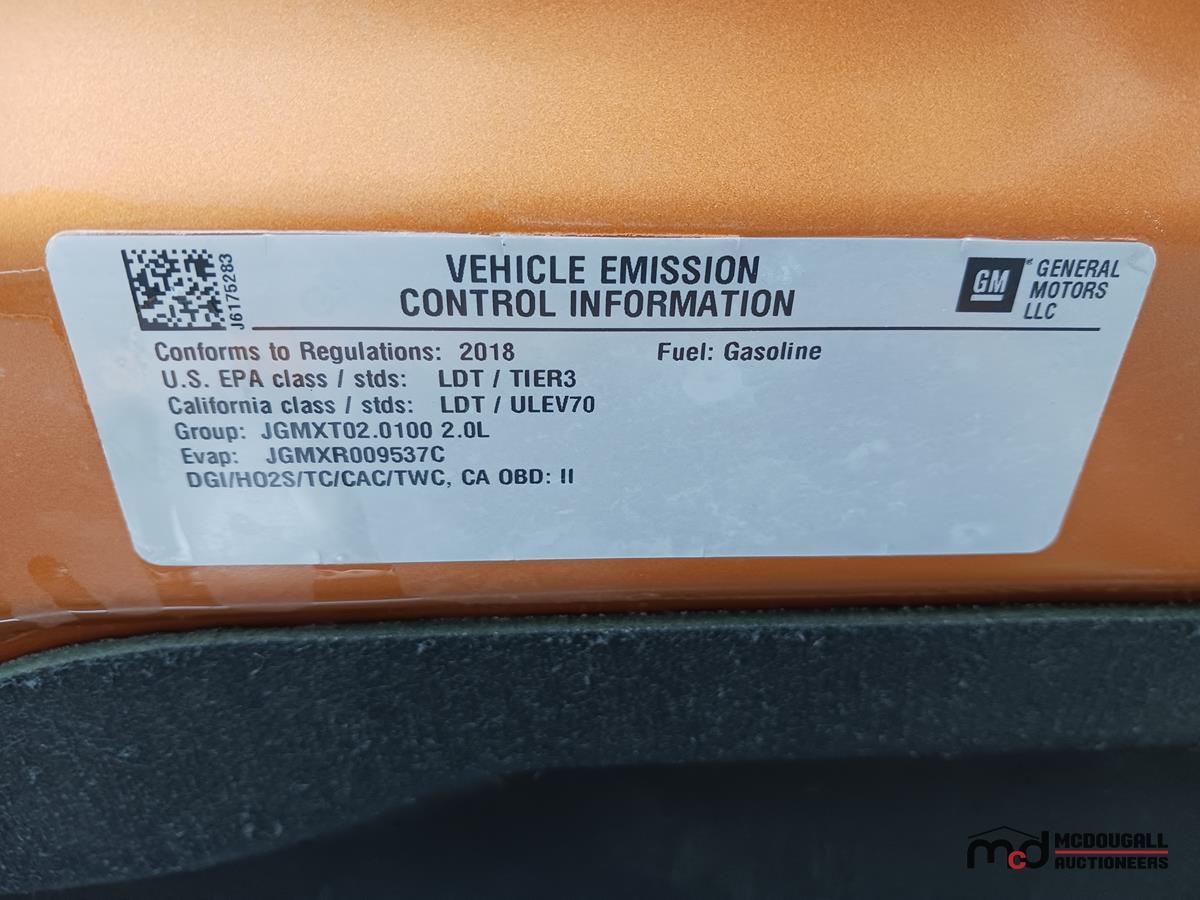 J6175283
VEHICLE EMISSION
CONTROL INFORMATION
GM
GENERAL
MOTORS
LLC
Conforms to Regulations: 2018 Fuel: Gasoline
U.S. EPA class / stds: LDT / TIER3
California class / stds: LDT / ULEV70
Group: JGMXT02.0100 2.0L
Evap: JGMXR009537C
DGI/HO2S/TC/CAC/TWC, CA OBD: II
mcd MCDOUGALL
AUCTIONEERS